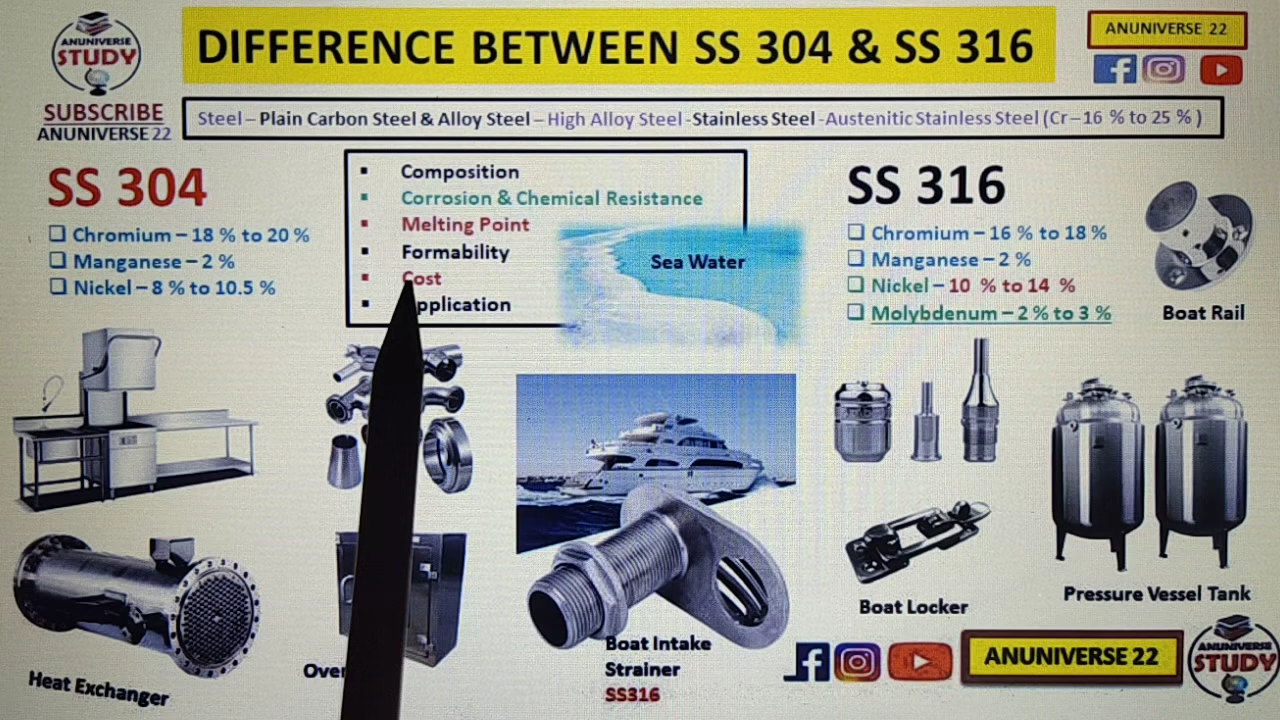 ANUNIVERSE
STUDY
SUBSCRIBE
ANUNIVERSE 22
DIFFERENCE BETWEEN SS 304 & SS 316
ANUNIVERSE 22
Steel – Plain Carbon Steel & Alloy Steel – High Alloy Steel -Stainless Steel -Austenitic Stainless Steel (Cr – 16 % to 25 % )
SS 304
Chromium – 18 % to 20 %
Manganese – 2 %
Nickel – 8 % to 10.5 %
Composition
Corrosion & Chemical Resistance
Melting Point
Formability
Cost
pplication
Sea Water
SS 316
Chromium – 16 % to 18 %
Manganese – 2 %
Nickel – 10 % to 14 %
Molybdenum – 2 % to 3 %
Boat Rail
Heat Exchanger
Boat Intake
Strainer
SS316
Boat Locker
Pressure Vessel Tank
ANUNIVERSE 22
ANUNIVERSE
STUDY